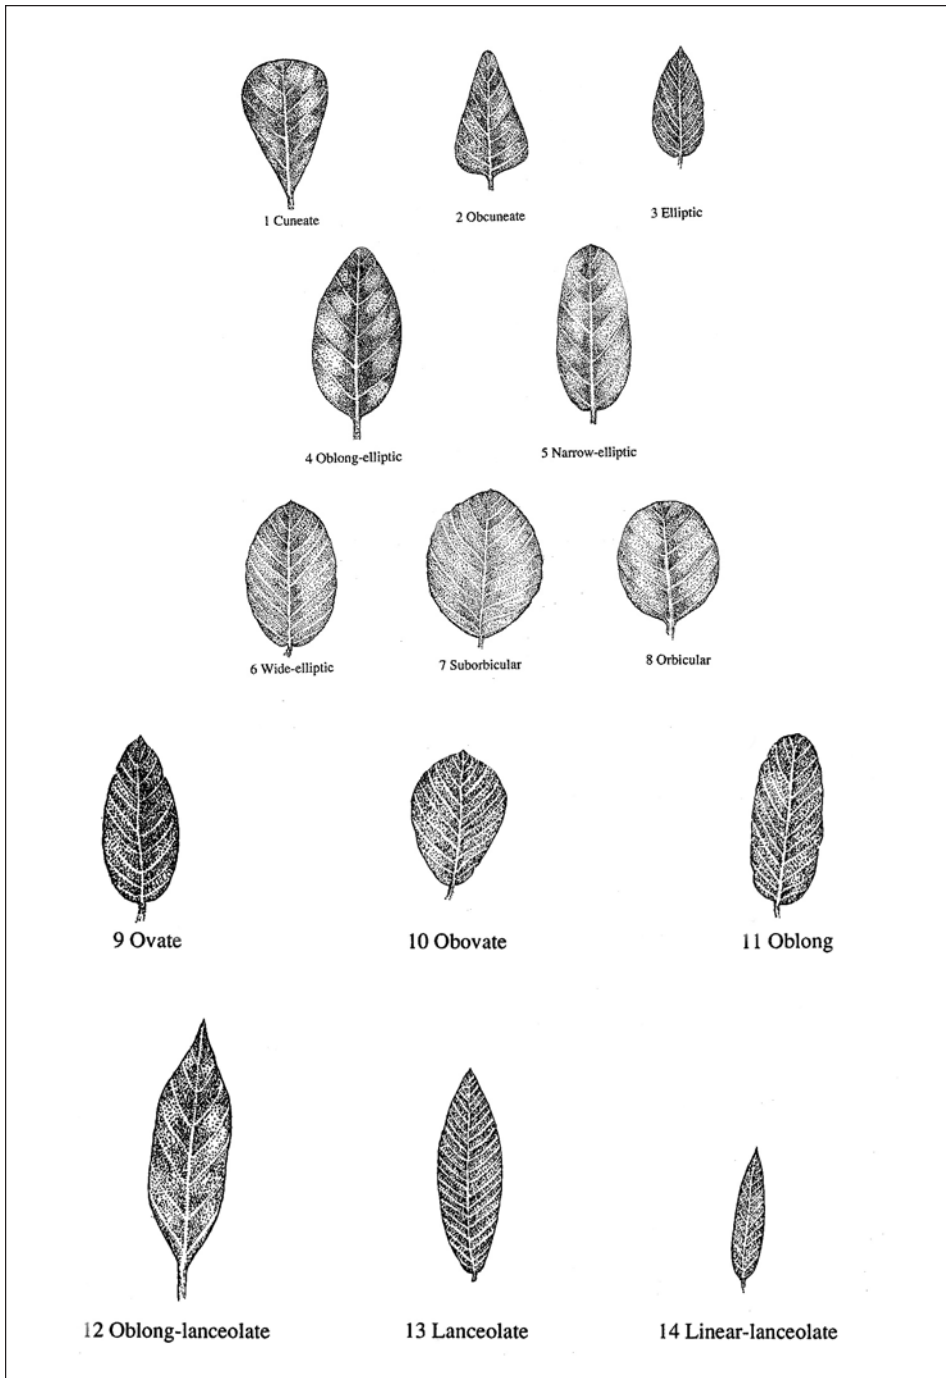 1 Cuneate
2 Obcuneate
3 Elliptic
4 Oblong-elliptic
5 Narrow-elliptic
6 Wide-elliptic
7 Suborbicular
8 Orbicular
9 Ovate
10 Obovate
11 Oblong
12 Oblong-lanceolate
13 Lanceolate
14 Linear-lanceolate